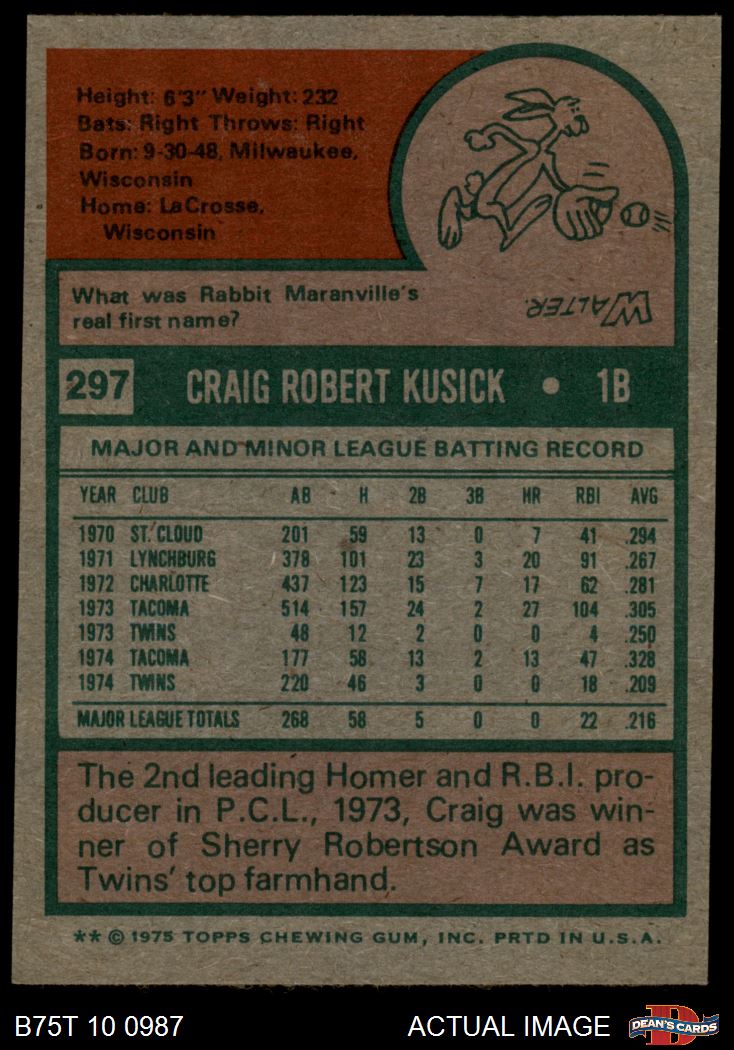 Height: 6'3" Weight: 232
Bats: Right Throws: Right
Born: 9-30-48, Milwaukee,
Wisconsin
Home: LaCrosse,
Wisconsin
What was Rabbit Maranville's
real first name?
WALTER.
297 CRAIG ROBERT KUSICK • 1B
MAJOR AND MINOR LEAGUE BATTING RECORD
YEAR CLUB AB H 2B 3B HR RBI AVG
1970 ST. CLOUD 201 59 13 0 7 41 .294
1971 LYNCHBURG 378 101 23 3 20 91 .267
1972 CHARLOTTE 437 123 15 7 17 62 .281
1973 TACOMA 514 157 24 2 27 104 .305
1973 TWINS 48 12 2 0 0 4 .250
1974 TACOMA 177 58 13 2 13 47 .328
1974 TWINS 220 46 3 0 0 18 .209
MAJOR LEAGUE TOTALS 268 58 5 0 0 22 .216
The 2nd leading Homer and R.B.I. pro-
ducer in P.C.L., 1973, Craig was win-
ner of Sherry Robertson Award as
Twins' top farmhand.
** © 1975 TOPPS CHEWING GUM, INC. PRTD IN U.S.A.
B75T 10 0987 ACTUAL IMAGE D DEAN'S CARDS